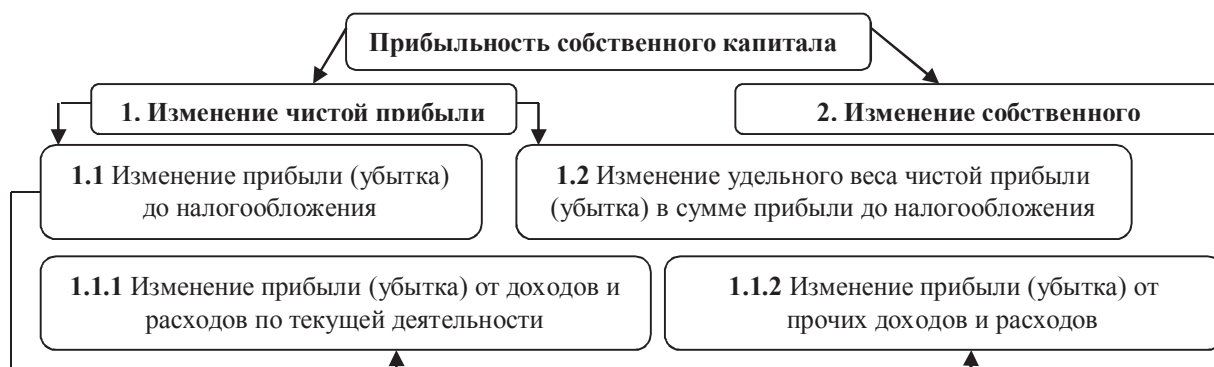 Прибыльность собственного капитала
1. Изменение чистой прибыли
2. Изменение собственного
1.1 Изменение прибыли (убытка)
до налогообложения
1.2 Изменение удельного веса чистой прибыли
(убытка) в сумме прибыли до налогообложения
1.1.1 Изменение прибыли (убытка) от доходов и
расходов по текущей деятельности
1.1.2 Изменение прибыли (убытка) от
прочих доходов и расходов